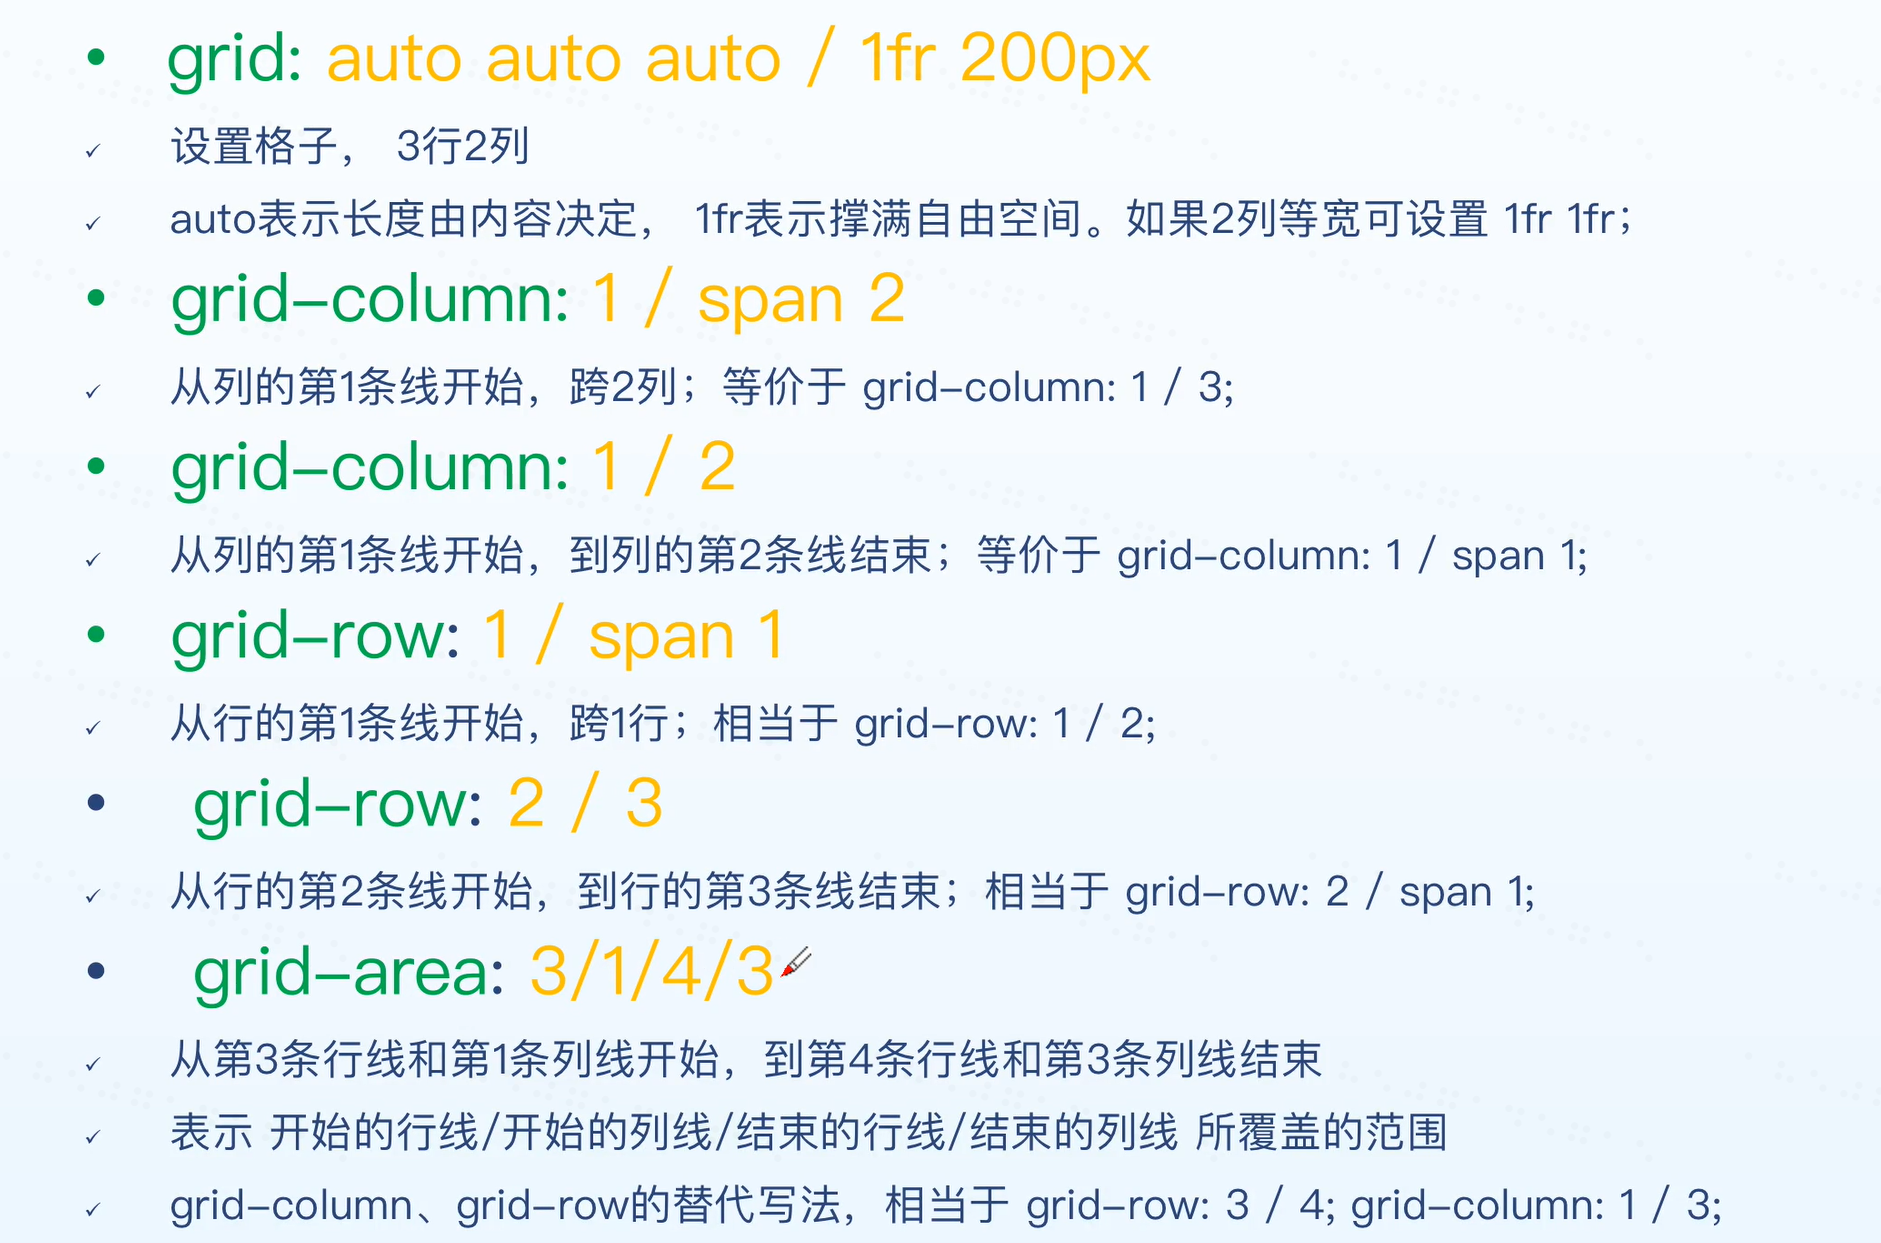 • grid: auto auto auto / 1fr 200px
✓ 设置格子， 3行2列
✓ auto表示长度由内容决定， 1fr表示撑满自由空间。如果2列等宽可设置 1fr 1fr；
• grid-column: 1 / span 2
✓ 从列的第1条线开始，跨2列；等价于 grid-column: 1 / 3;
• grid-column: 1 / 2
✓ 从列的第1条线开始，到列的第2条线结束；等价于 grid-column: 1 / span 1;
• grid-row: 1 / span 1
✓ 从行的第1条线开始，跨1行；相当于 grid-row: 1 / 2;
• grid-row: 2 / 3
✓ 从行的第2条线开始，到行的第3条线结束；相当于 grid-row: 2 / span 1;
• grid-area: 3/1/4/3
✓ 从第3条行线和第1条列线开始，到第4条行线和第3条列线结束
✓ 表示 开始的行线/开始的列线/结束的行线/结束的列线 所覆盖的范围
✓ grid-column、grid-row的替代写法，相当于 grid-row: 3 / 4; grid-column: 1 / 3;